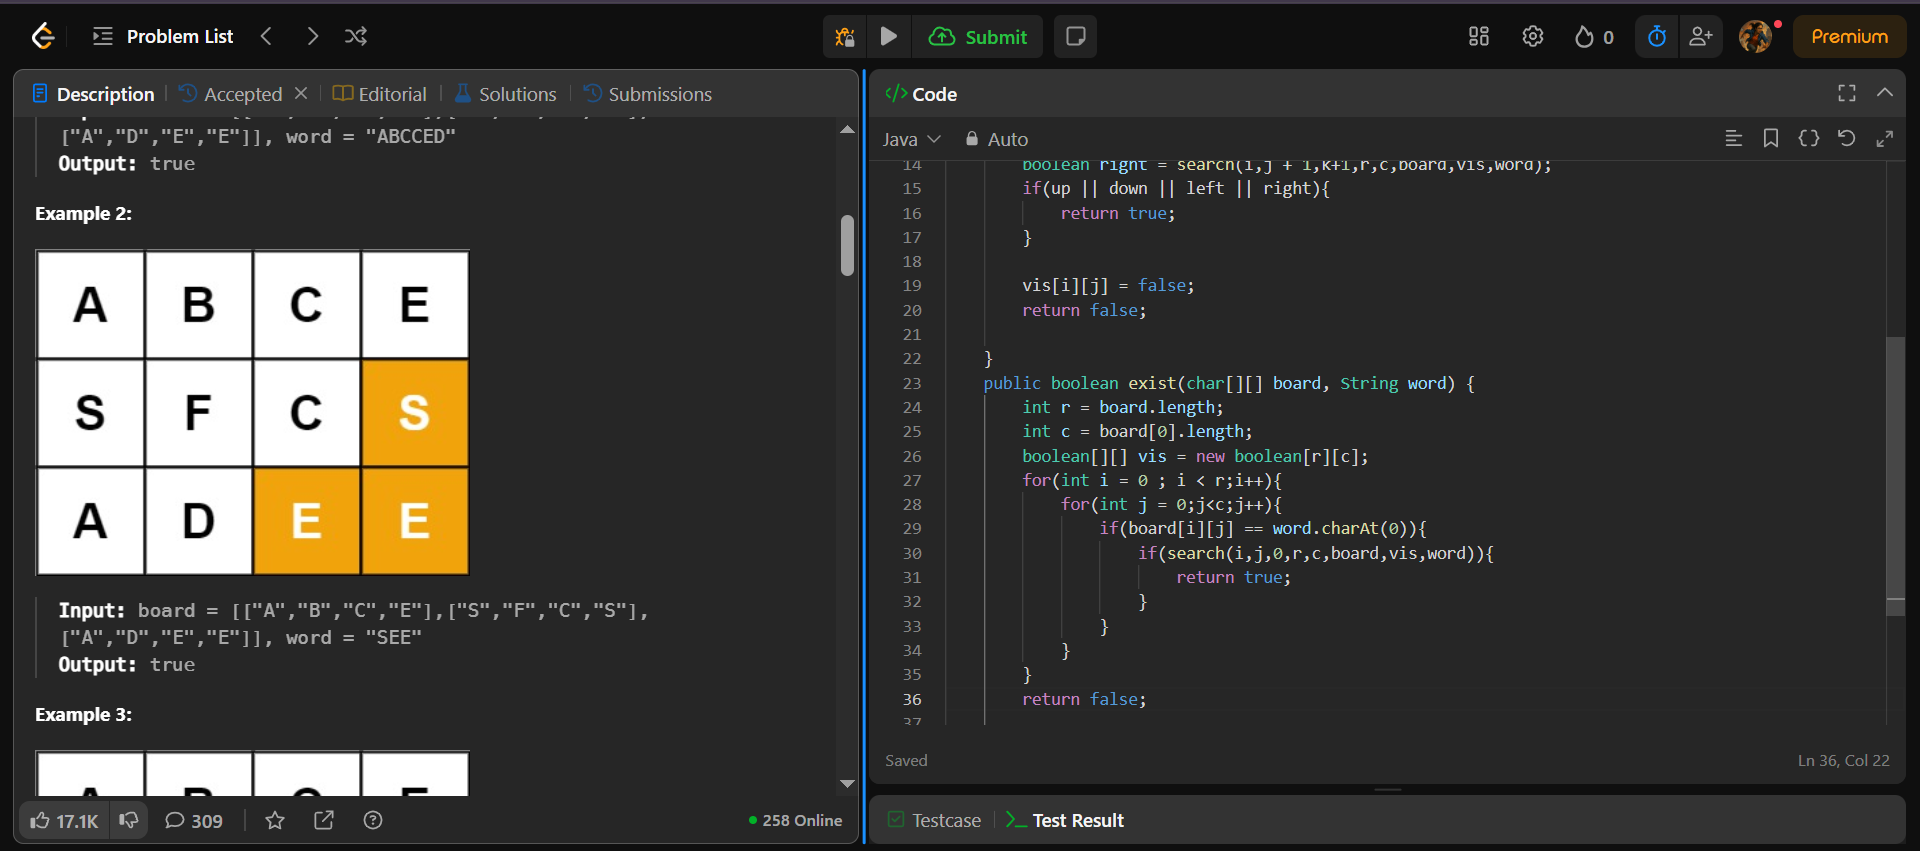 Problem List
Submit
0
Premium
Description
Accepted
Editorial
Solutions
Submissions
["A","D","E","E"]], word = "ABCCED"
Output: true
Example 2:
A B C E
S F C S
A D E E
Input: board = [["A","B","C","E"],["S","F","C","S"],
["A","D","E","E"]], word = "SEE"
Output: true
Example 3:
17.1K
309
258 Online
</> Code
Java
Auto
14 boolean right = search(i,j + 1,k+1,r,c,board,vis,word);
15 if(up || down || left || right){
16 return true;
17 }
18
19 vis[i][j] = false;
20 return false;
21
22 }
23 public boolean exist(char[][] board, String word) {
24 int r = board.length;
25 int c = board[0].length;
26 boolean[][] vis = new boolean[r][c];
27 for(int i = 0 ; i < r;i++){
28 for(int j = 0;j<c;j++){
29 if(board[i][j] == word.charAt(0)){
30 if(search(i,j,0,r,c,board,vis,word)){
31 return true;
32 }
33 }
34 }
35 }
36 return false;
37
Saved
Ln 36, Col 22
Testcase
Test Result